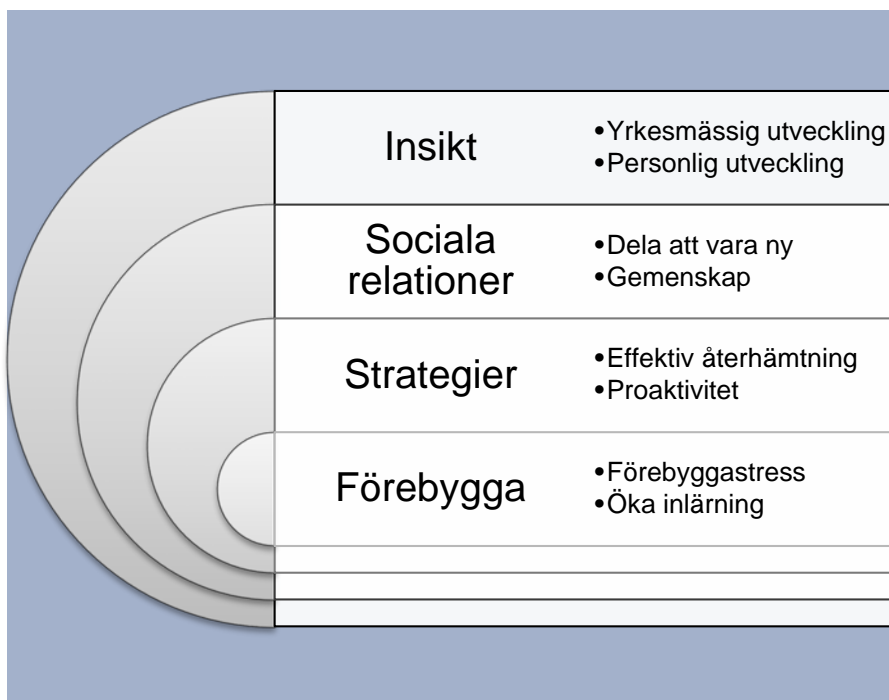 Insikt
•Yrkesmässig utveckling
•Personlig utveckling
Sociala
relationer
•Dela att vara ny
•Gemenskap
Strategier
•Effektiv återhämtning
•Proaktivitet
Förebygga
•Förebyggastress
•Öka inlärning